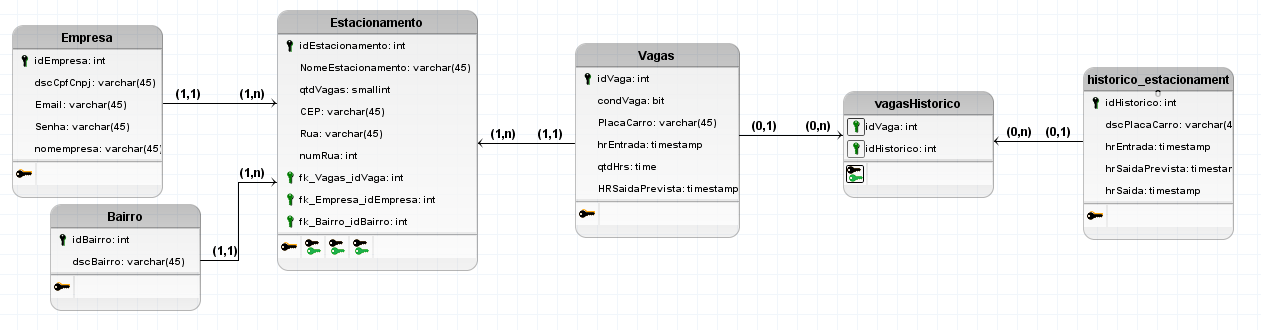 Empresa
idEmpresa: int
dscCpfCnpj: varchar(45)
Email: varchar(45)
Senha: varchar(45)
nomempresa: varchar(45)
(1,1)
(1,n)
Bairro
idBairro: int
dscBairro: varchar(45)
(1,1)
(1,n)
Estacionamento
idEstacionamento: int
NomeEstacionamento: varchar(45)
qtdVagas: smallint
CEP: varchar(45)
Rua: varchar(45)
numRua: int
fk_Vagas_idVaga: int
fk_Empresa_idEmpresa: int
fk_Bairro_idBairro: int
(1,n)
(1,1)
Vagas
idVaga: int
condVaga: bit
PlacaCarro: varchar(45)
hrEntrada: timestamp
qtdHrs: time
HRSaidaPrevista: timestamp
(0,1)
(0,n)
vagasHistorico
idVaga: int
idHistorico: int
(0,n)
(0,1)
historico_estacionament
idHistorico: int
dscPlacaCarro: varchar(4
hrEntrada: timestamp
hrSaidaPrevista: timestar
hrSaida: timestamp